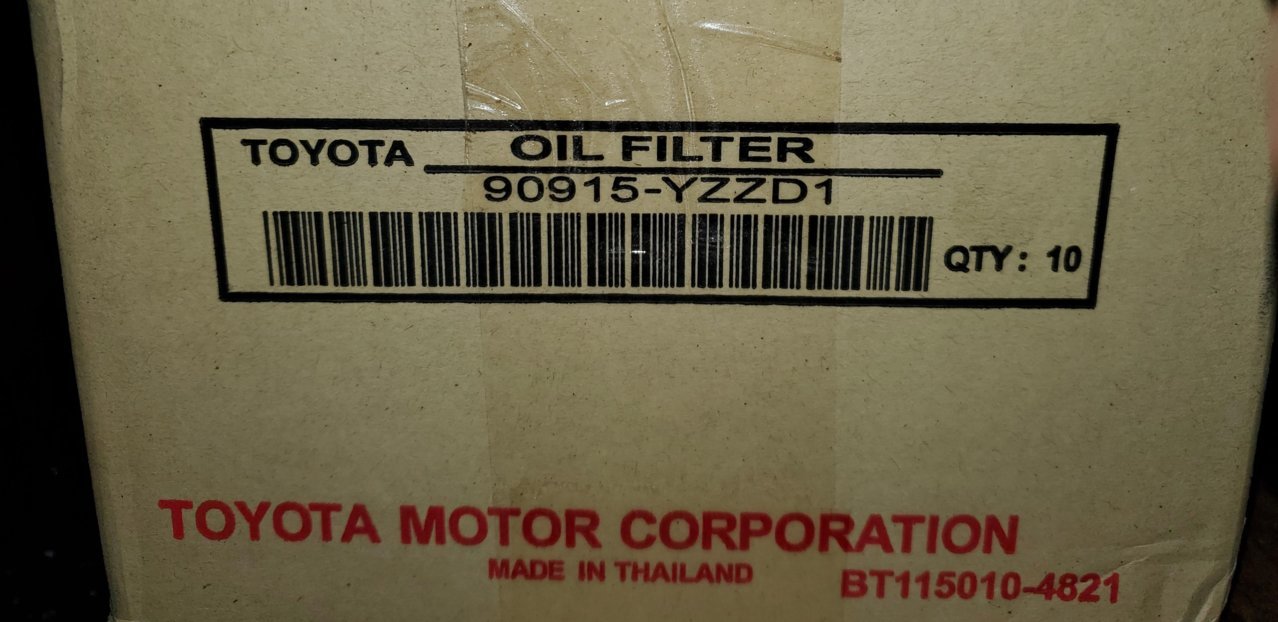 TOYOTA OIL FILTER
90915-YZZD1
QTY: 10
TOYOTA MOTOR CORPORATION
MADE IN THAILAND
BT115010-4821